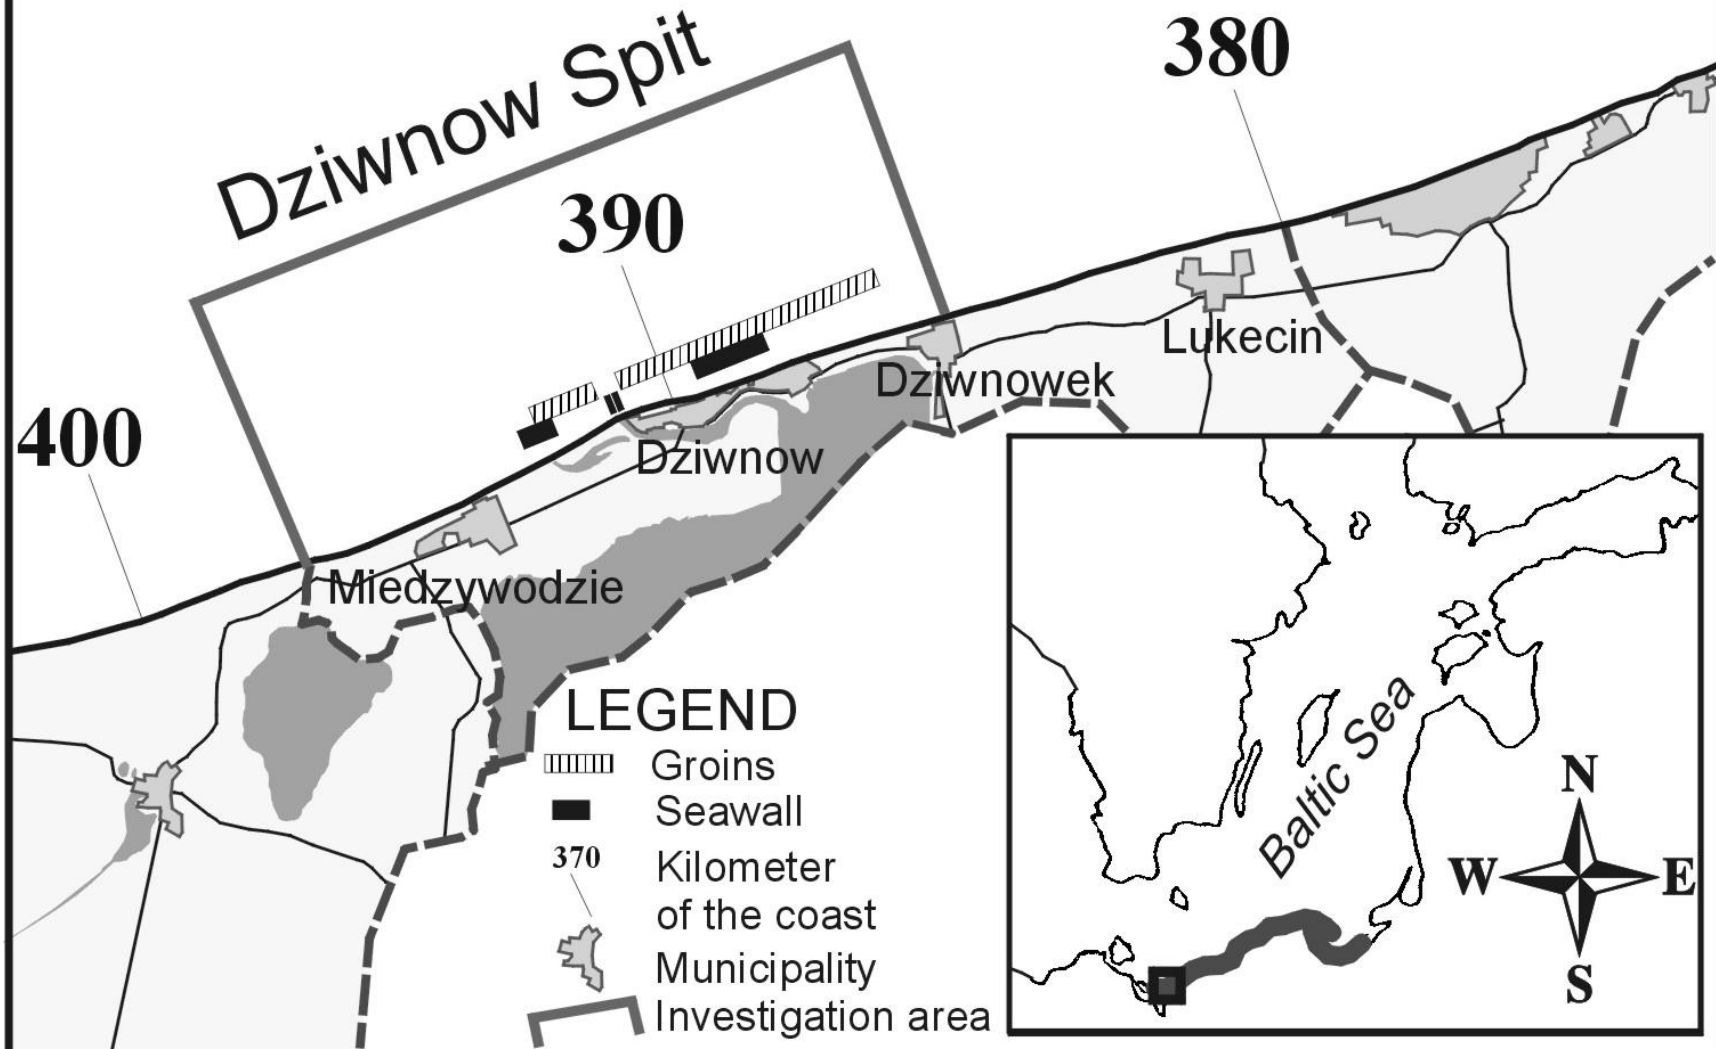 Dziwnow Spit
380
390
400
Lukecin
Dziwnowek
Dziwnow
Miedzywodzie
LEGEND
Groins
Seawall
370 Kilometer
of the coast
Municipality
Investigation area
Baltic Sea
N
W E
S